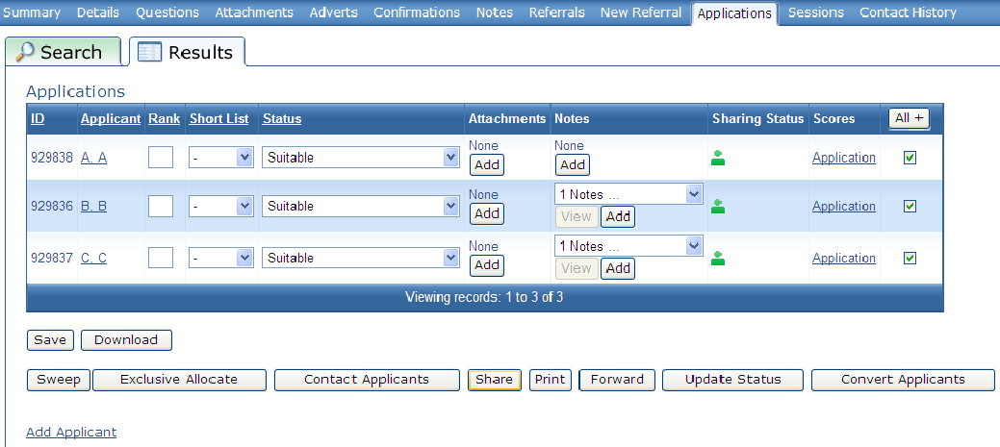 Summary Details Questions Attachments Adverts Confirmations Notes Referrals New Referral Applications Sessions Contact History
Search Results
Applications
ID Applicant Rank Short List Status Attachments Notes Sharing Status Scores All +
None None
929838 A, A - Suitable Application
Add Add
None 1 Notes ...
929836 B, B - Suitable Application
Add View Add
None 1 Notes ...
929837 C, C - Suitable Application
Add View Add
Viewing records: 1 to 3 of 3
Save Download
Sweep Exclusive Allocate Contact Applicants Share Print Forward Update Status Convert Applicants
Add Applicant